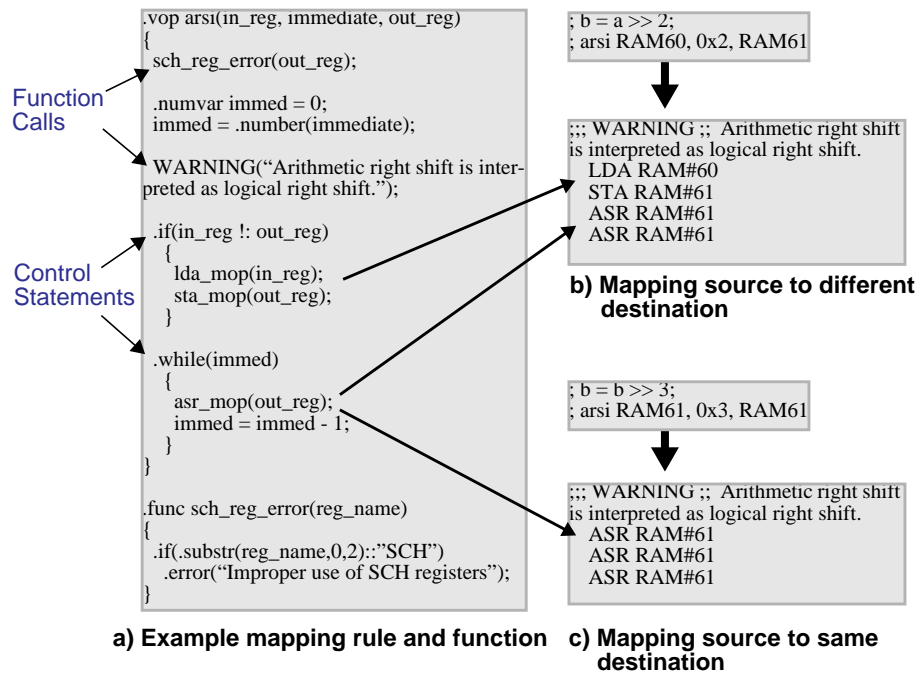 Function
Calls
Control
Statements
.vop arsi(in_reg, immediate, out_reg)
{
sch_reg_error(out_reg);
.numvar immed = 0;
immed = .number(immediate);
WARNING(“Arithmetic right shift is inter-
preted as logical right shift.”);
.if(in_reg !: out_reg)
{
lda_mop(in_reg);
sta_mop(out_reg);
}
.while(immed)
{
asr_mop(out_reg);
immed = immed - 1;
}
}
.func sch_reg_error(reg_name)
{
.if(.substr(reg_name,0,2)::”SCH”)
.error(“Improper use of SCH registers”);
}
a) Example mapping rule and function
; b = a >> 2;
; arsi RAM60, 0x2, RAM61
;;; WARNING ;; Arithmetic right shift
is interpreted as logical right shift.
LDA RAM#60
STA RAM#61
ASR RAM#61
ASR RAM#61
b) Mapping source to different
destination
; b = b >> 3;
; arsi RAM61, 0x3, RAM61
;;; WARNING ;; Arithmetic right shift
is interpreted as logical right shift.
ASR RAM#61
ASR RAM#61
ASR RAM#61
c) Mapping source to same
destination